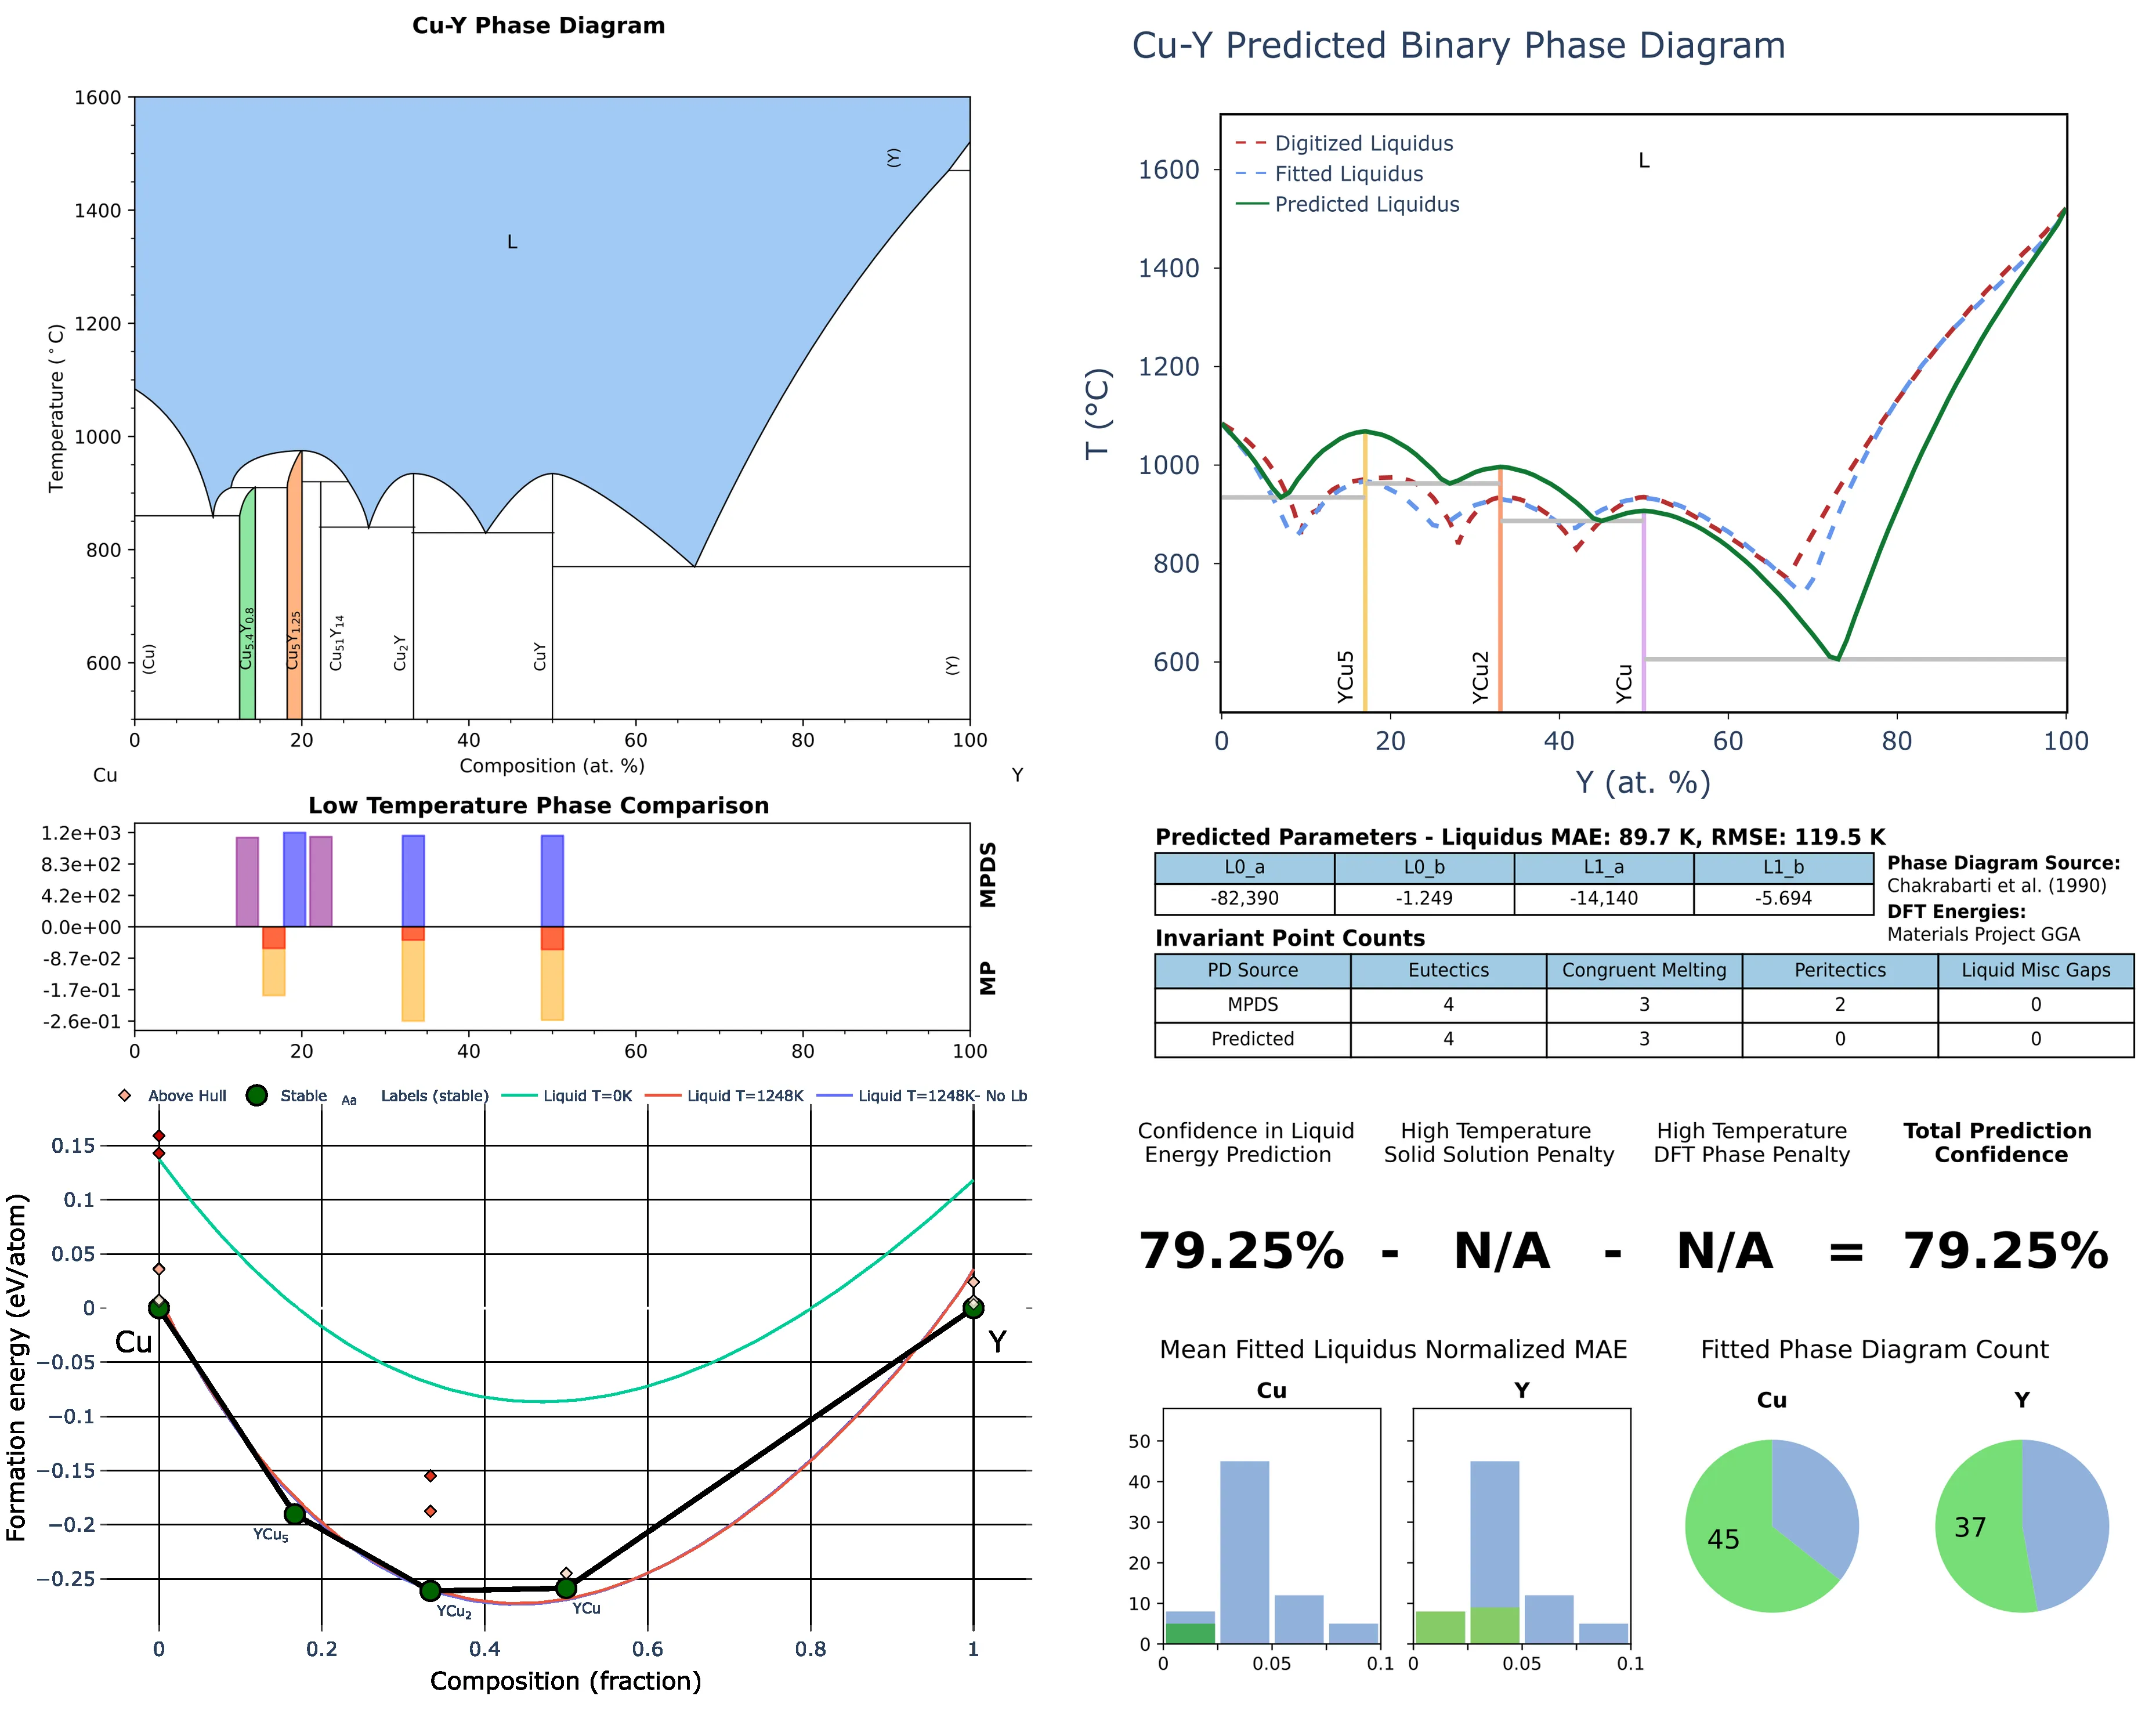 Cu-Y Phase Diagram
1600
1400
1200
1000
800
600
Temperature (°C)
L
(Y)
(Cu)
Cu5.4Y0.8
Cu5Y1.25
Cu51Y14
Cu2Y
CuY
(Y)
0 20 40 60 80 100
Composition (at. %)
Cu Y
Low Temperature Phase Comparison
1.2e+03
8.3e+02
4.2e+02
0.0e+00
-8.7e-02
-1.7e-01
-2.6e-01
MPDS
MP
0 20 40 60 80 100
Above Hull Stable Aa Labels (stable) Liquid T=0K Liquid T=1248K Liquid T=1248K- No Lb
0.15
0.1
0.05
0
−0.05
−0.1
−0.15
−0.2
−0.25
Formation energy (eV/atom)
Cu
Y
YCu5
YCu2
YCu
0 0.2 0.4 0.6 0.8 1
Composition (fraction)
Cu-Y Predicted Binary Phase Diagram
Digitized Liquidus
Fitted Liquidus
Predicted Liquidus
L
1600
1400
1200
1000
800
600
T (°C)
YCu5
YCu2
YCu
0 20 40 60 80 100
Y (at. %)
Predicted Parameters - Liquidus MAE: 89.7 K, RMSE: 119.5 K
L0_a L0_b L1_a L1_b
-82,390 -1.249 -14,140 -5.694
Phase Diagram Source:
Chakrabarti et al. (1990)
DFT Energies:
Materials Project GGA
Invariant Point Counts
PD Source Eutectics Congruent Melting Peritectics Liquid Misc Gaps
MPDS 4 3 2 0
Predicted 4 3 0 0
Confidence in Liquid
Energy Prediction
High Temperature
Solid Solution Penalty
High Temperature
DFT Phase Penalty
Total Prediction
Confidence
79.25% - N/A - N/A = 79.25%
Mean Fitted Liquidus Normalized MAE
Cu Y
50
40
30
20
10
0
0 0.05 0.1 0 0.05 0.1
Fitted Phase Diagram Count
Cu Y
45 37